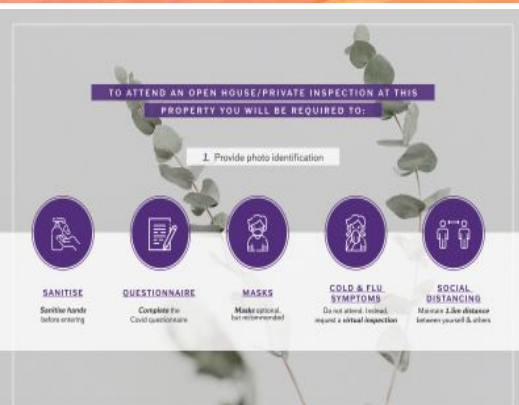 TO ATTEND AN OPEN HOUSE/PRIVATE INSPECTION AT THIS
PROPERTY YOU WILL BE REQUIRED TO:
1. Provide photo identification
SANITISE
Sanitise hands
before entering
QUESTIONNAIRE
Complete the
Covid questionnaire
MASKS
Masks optional,
but recommended
COLD & FLU
SYMPTOMS
Do not attend. Instead,
request a virtual inspection
SOCIAL
DISTANCING
Maintain 1.5m distance
between yourself & others